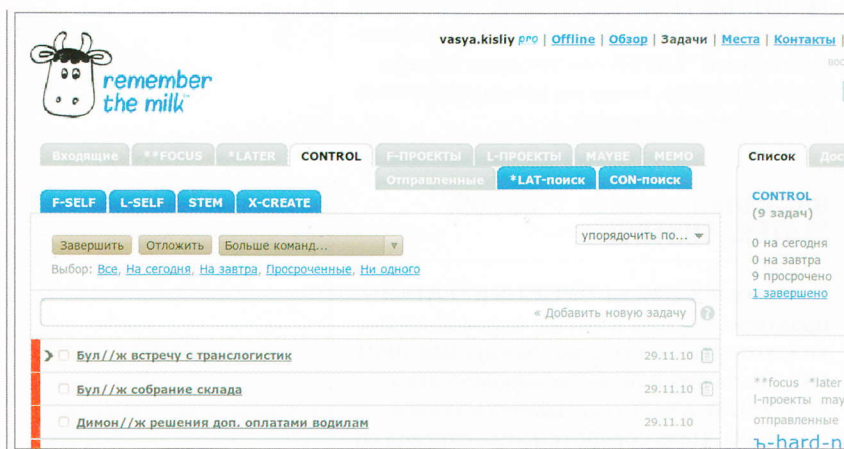 vasya.kisliy pro | Offline | Обзор | Задачи | Места | Контакты |
remember
the milk
Входящие **FOCUS *LATER CONTROL F-ПРОЕКТЫ L-ПРОЕКТЫ MAYBE MEMO
Отправленные *LAT-поиск CON-поиск
F-SELF L-SELF STEM X-CREATE
Завершить Отложить Больше команд...
упорядочить по...
Выбор: Все, На сегодня, На завтра, Просроченные, Ни одного
« Добавить новую задачу
Бул//ж встречу с транслогистик 29.11.10
Бул//ж собрание склада 29.11.10
Димон//ж решения доп. оплатами водилам 29.11.10
Список
CONTROL
(9 задач)
0 на сегодня
0 на завтра
9 просрочено
1 завершено
**focus *later
l-проекты
отправленные
ъ-hard-n